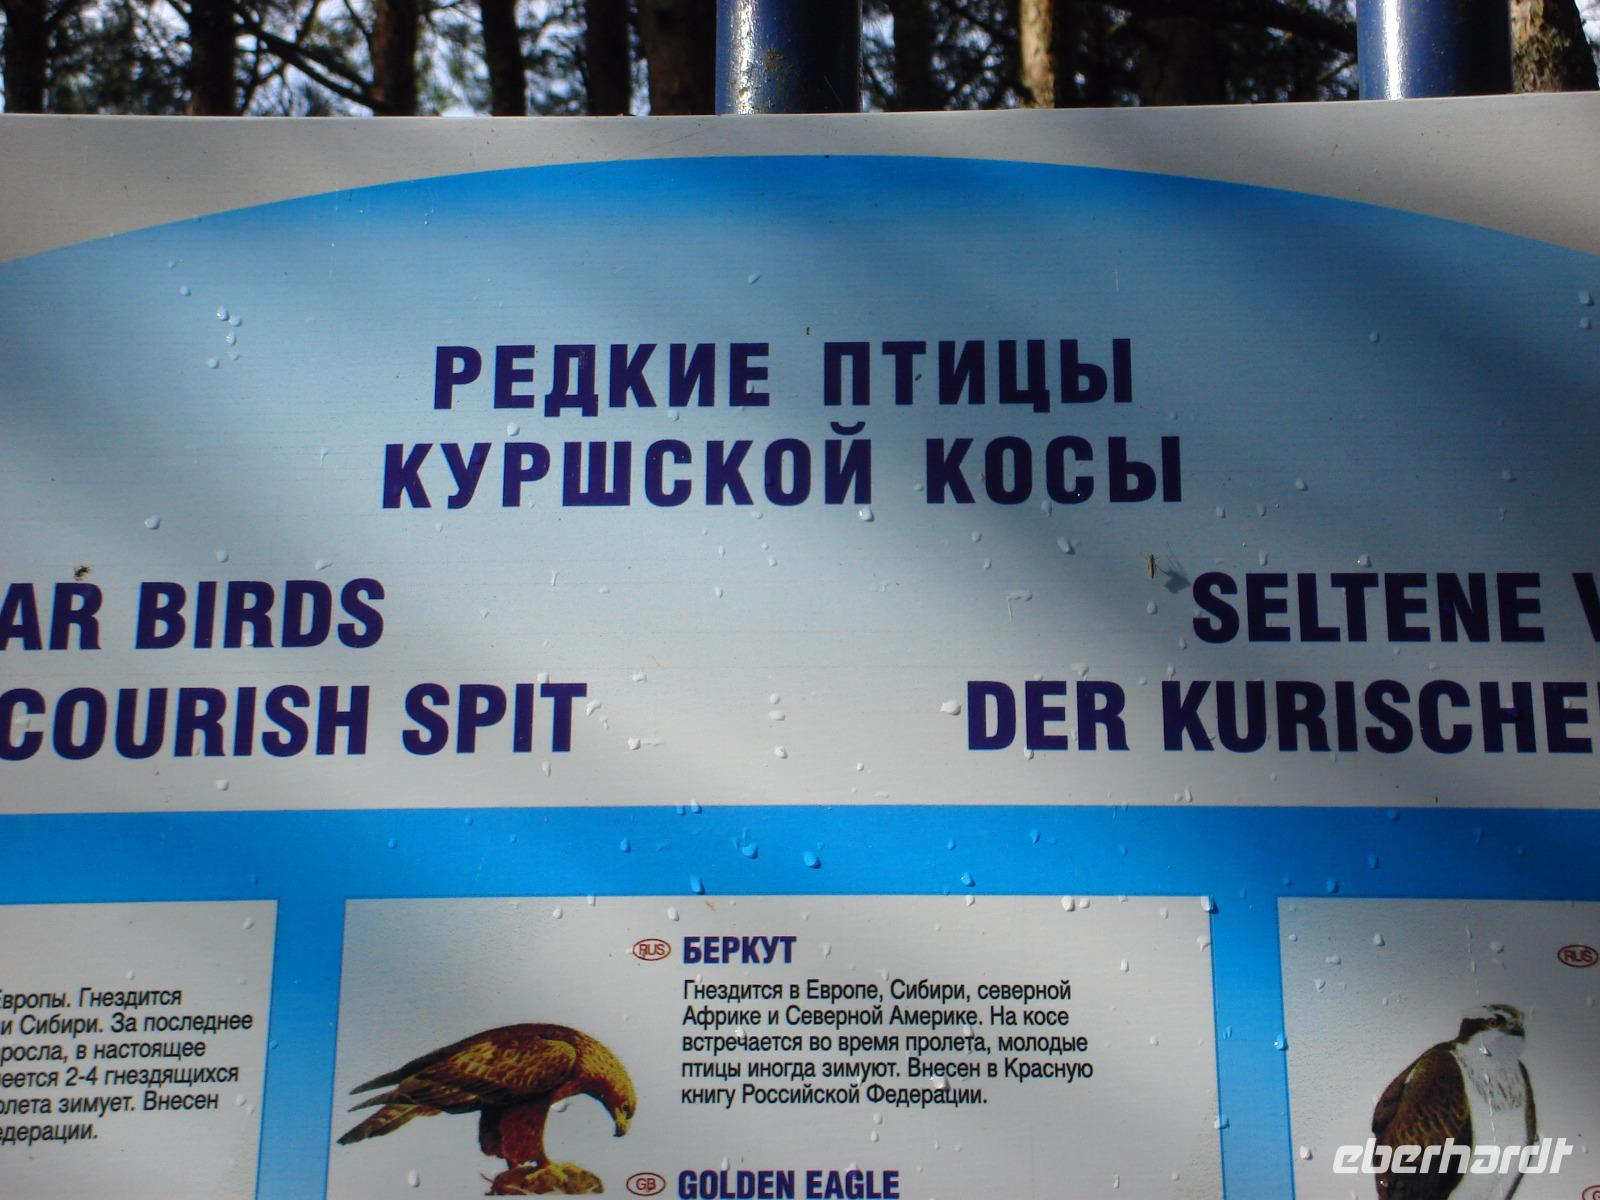 РЕДКИЕ ПТИЦЫ
КУРШСКОЙ КОСЫ
AR BIRDS
COURISH SPIT
SELTENE
DER KURISCHE
Европы. Гнездится
и Сибири. За последнее
росла, в настоящее
еется 2-4 гнездящихся
олета зимует. Внесен
едерации.
RUS БЕРКУТ
Гнездится в Европе, Сибири, северной
Африке и Северной Америке. На косе
встречается во время пролета, молодые
птицы иногда зимуют. Внесен в Красную
книгу Российской Федерации.
GB GOLDEN EAGLE
RUS
eberhardt